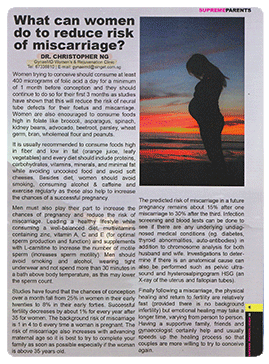 SUPREMEPARENTS
What can women
do to reduce risk
of miscarriage?
DR. CHRISTOPHER NG
GynaeMD Women's & Rejuvenation Clinic
Tel: 67338810 | E-mail: gynaemd@singnet.com.sg
Women trying to conceive should consume at least
400 micrograms of folic acid a day for a minimum
of 1 month before conception and they should
continue to do so for their first 3 months as studies
have shown that this will reduce the risk of neural
tube defects for their foetus and miscarriage.
Women are also encouraged to consume foods
high in folate like broccoli, asparagus, spinach,
kidney beans, advocado, beetroot, parsley, wheat
germ, bran, wholemeal flour and peanuts.
It is usually recommended to consume foods high
in fiber and low in fat (orange juice, leafy
vegetables) and every diet should include proteins,
carbohydrates, vitamins, minerals, and minimal fat
while avoiding uncooked food and avoid soft
cheeses. Besides diet, women should avoid
smoking, consuming alcohol & caffeine and
exercise regularly as these also help to increase
the chances of a successful pregnancy.
Men must also play their part to increase the
chances of pregnancy and reduce the risk of
miscarriage. Leading a healthy lifestyle while
consuming a well-balanced diet, multivitamins
containing zinc, vitamin A, C and E (for optimal
sperm production and function) and supplements
with L-carnitine to increase the number of motile
sperm (increases sperm motility). Men should
avoid smoking and alcohol, wearing tight
underwear and not spend more than 30 minutes in
a bath above body temperature, as this may lower
the sperm count.
Studies have found that the chances of conception
over a month fall from 25% in women in their early
twenties to 8% in their early forties. Successful
fertility decreases by about 1% for every year after
35 for women. The background risk of miscarriage
is 1 in 4 to 6 every time a woman is pregnant. The
risk of miscarriage also increases with advancing
maternal age so it is best to try to complete your
family as soon as possible especially if the woman
is above 35 years old.
The predicted risk of miscarriage in a future
pregnancy remains about 15% after one
miscarriage to 30% after the third. Infection
screening and blood tests can be done to
see if there are any underlying undiag-
nosed medical conditions (eg. diabetes,
thyroid abnormalities, auto-antibodies) in
addition to chromosome analysis for both
husband and wife. Investigations to deter-
mine if there is an anatomical cause can
also be performed such as pelvic ultra-
sound and hysterosalpingogram HSG (an
X-ray of the uterus and fallopian tubes).
Finally following a miscarriage, the physical
healing and return to fertility are relatively
fast (provided there is no background
infertility) but emotional healing may take a
longer time, varying from person to person.
Having a supportive family, friends and
gynaecologist certainly help and usually
speeds up the healing process so that
couples are more willing to try to conceive
again.